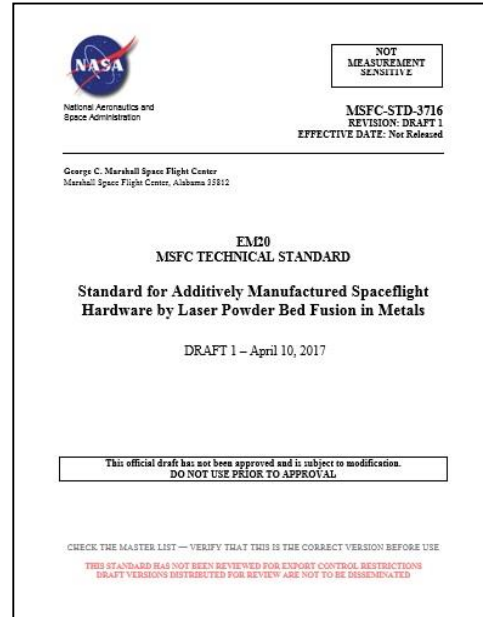 NASA
National Aeronautics and
Space Administration
NOT
MEASUREMENT
SENSITIVE
MSFC-STD-3716
REVISION: DRAFT 1
EFFECTIVE DATE: Not Released
George C. Marshall Space Flight Center
Marshall Space Flight Center, Alabama 35812
EM20
MSFC TECHNICAL STANDARD
Standard for Additively Manufactured Spaceflight
Hardware by Laser Powder Bed Fusion in Metals
DRAFT 1 – April 10, 2017
This official draft has not been approved and is subject to modification.
DO NOT USE PRIOR TO APPROVAL
CHECK THE MASTER LIST — VERIFY THAT THIS IS THE CORRECT VERSION BEFORE USE
THIS STANDARD HAS NOT BEEN REVIEWED FOR EXPORT CONTROL RESTRICTIONS
DRAFT VERSIONS DISTRIBUTED FOR REVIEW ARE NOT TO BE DISSEMINATED